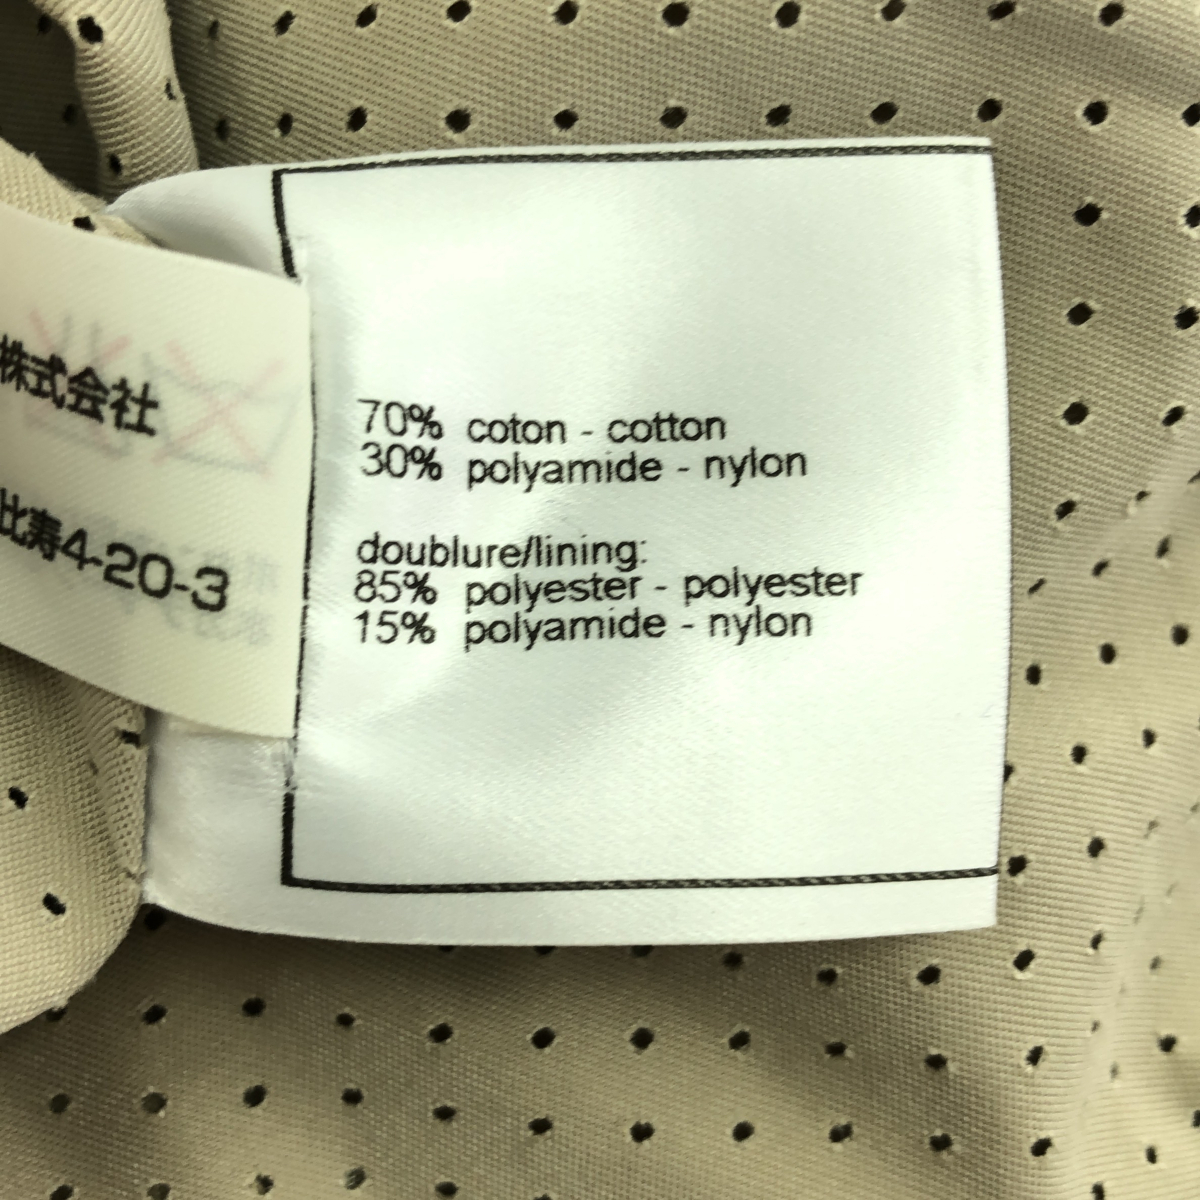 株式会社
比寿4-20-3
70% coton - cotton
30% polyamide - nylon
doublure/lining:
85% polyester - polyester
15% polyamide - nylon